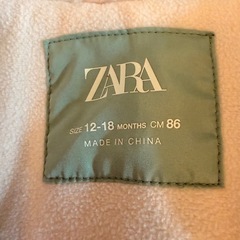 ZARA
SIZE 12-18 MONTHS CM 86
MADE IN CHINA